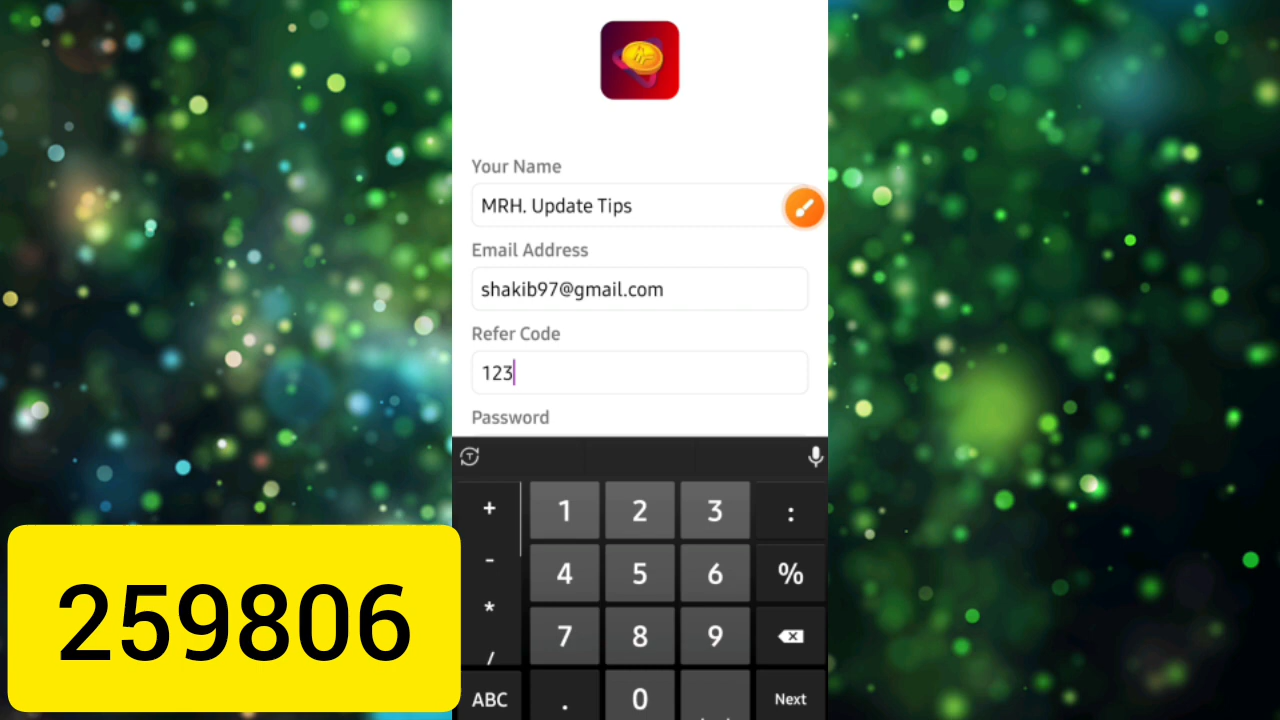 Your Name
MRH. Update Tips
Email Address
shakib97@gmail.com
Refer Code
123
Password
+ 1 2 3 :
- 4 5 6 %
* 7 8 9
/
ABC . 0 Next
259806